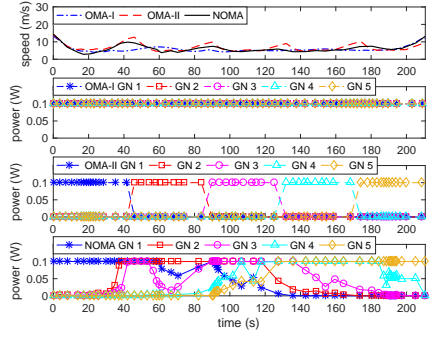 OMA-I OMA-II NOMA
speed (m/s)
20
10
0
0 20 40 60 80 100 120 140 160 180 200
OMA-I GN 1 GN 2 GN 3 GN 4 GN 5
power (W)
0.1
0
0 20 40 60 80 100 120 140 160 180 200
time (s)
OMA-II GN 1 GN 2 GN 3 GN 4 GN 5
power (W)
0.1
0
0 20 40 60 80 100 120 140 160 180 200
NOMA GN 1 GN 2 GN 3 GN 4 GN 5
power (W)
0.1
0.05
0
0 20 40 60 80 100 120 140 160 180 200
time (s)